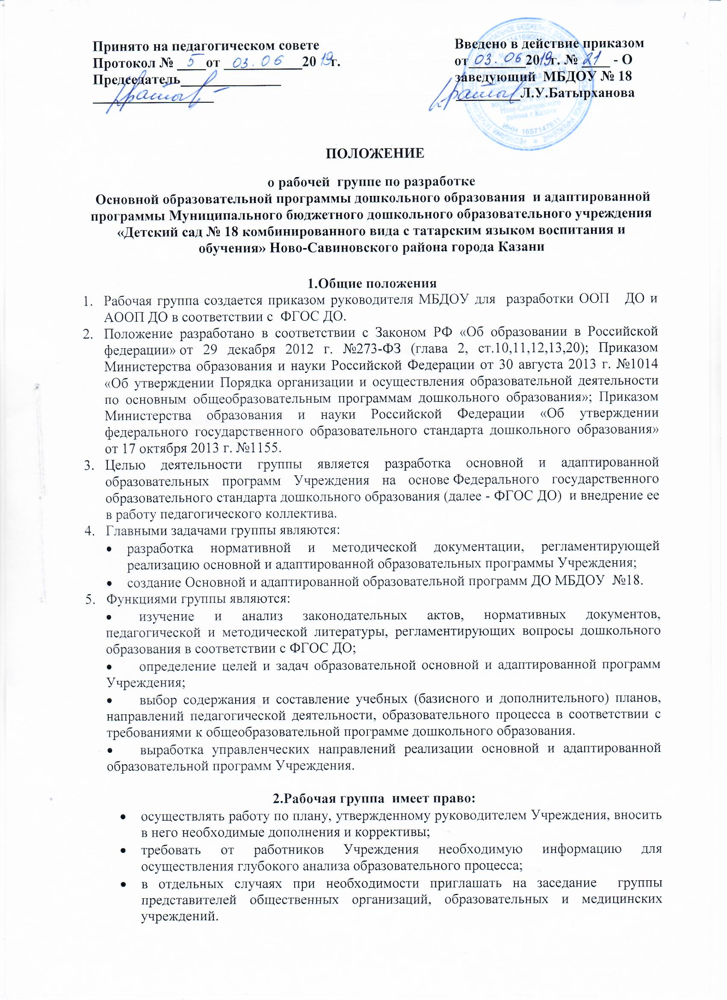 Принято на педагогическом совете
Протокол № 5 от 03.06 2019г.
Председатель
Введено в действие приказом
от 03.06 2019г. № 21 - О
заведующий МБДОУ № 18
Л.У.Батырханова
Ново-Савиновского
района г.Казани
ИНН 1657147611
ПОЛОЖЕНИЕ
о рабочей группе по разработке
Основной образовательной программы дошкольного образования и адаптированной
программы Муниципального бюджетного дошкольного образовательного учреждения
«Детский сад № 18 комбинированного вида с татарским языком воспитания и
обучения» Ново-Савиновского района города Казани
1.Общие положения
1. Рабочая группа создается приказом руководителя МБДОУ для разработки ООП ДО и
АООП ДО в соответствии с ФГОС ДО.
2. Положение разработано в соответствии с Законом РФ «Об образовании в Российской
федерации» от 29 декабря 2012 г. №273-ФЗ (глава 2, ст.10,11,12,13,20); Приказом
Министерства образования и науки Российской Федерации от 30 августа 2013 г. №1014
«Об утверждении Порядка организации и осуществления образовательной деятельности
по основным общеобразовательным программам дошкольного образования»; Приказом
Министерства образования и науки Российской Федерации «Об утверждении
федерального государственного образовательного стандарта дошкольного образования»
от 17 октября 2013 г. №1155.
3. Целью деятельности группы является разработка основной и адаптированной
образовательных программ Учреждения на основе Федерального государственного
образовательного стандарта дошкольного образования (далее - ФГОС ДО) и внедрение ее
в работу педагогического коллектива.
4. Главными задачами группы являются:
• разработка нормативной и методической документации, регламентирующей
реализацию основной и адаптированной образовательных программы Учреждения;
• создание Основной и адаптированной образовательной программ ДО МБДОУ №18.
5. Функциями группы являются:
• изучение и анализ законодательных актов, нормативных документов,
педагогической и методической литературы, регламентирующих вопросы дошкольного
образования в соответствии с ФГОС ДО;
• определение целей и задач образовательной основной и адаптированной программ
Учреждения;
• выбор содержания и составление учебных (базисного и дополнительного) планов,
направлений педагогической деятельности, образовательного процесса в соответствии с
требованиями к общеобразовательной программе дошкольного образования.
• выработка управленческих направлений реализации основной и адаптированной
образовательной программ Учреждения.
2.Рабочая группа имеет право:
• осуществлять работу по плану, утвержденному руководителем Учреждения, вносить
в него необходимые дополнения и коррективы;
• требовать от работников Учреждения необходимую информацию для
осуществления глубокого анализа образовательного процесса;
• в отдельных случаях при необходимости приглашать на заседание группы
представителей общественных организаций, образовательных и медицинских
учреждений.